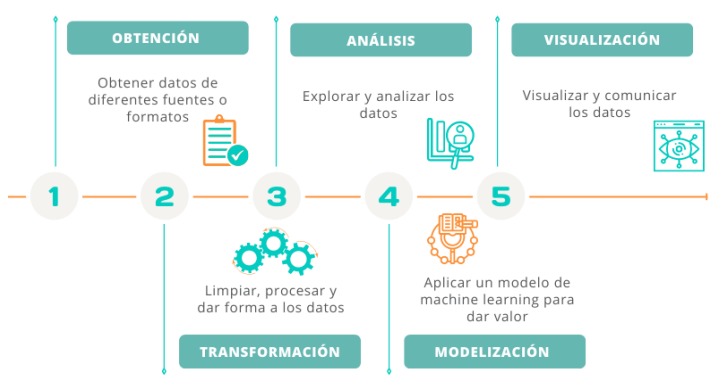 OBTENCIÓN
Obtener datos de
diferentes fuentes o
formatos
ANÁLISIS
Explorar y analizar los
datos
VISUALIZACIÓN
Visualizar y comunicar
los datos
1
2
3
4
5
Limpiar, procesar y
dar forma a los datos
TRANSFORMACIÓN
Aplicar un modelo de
machine learning para
dar valor
MODELIZACIÓN